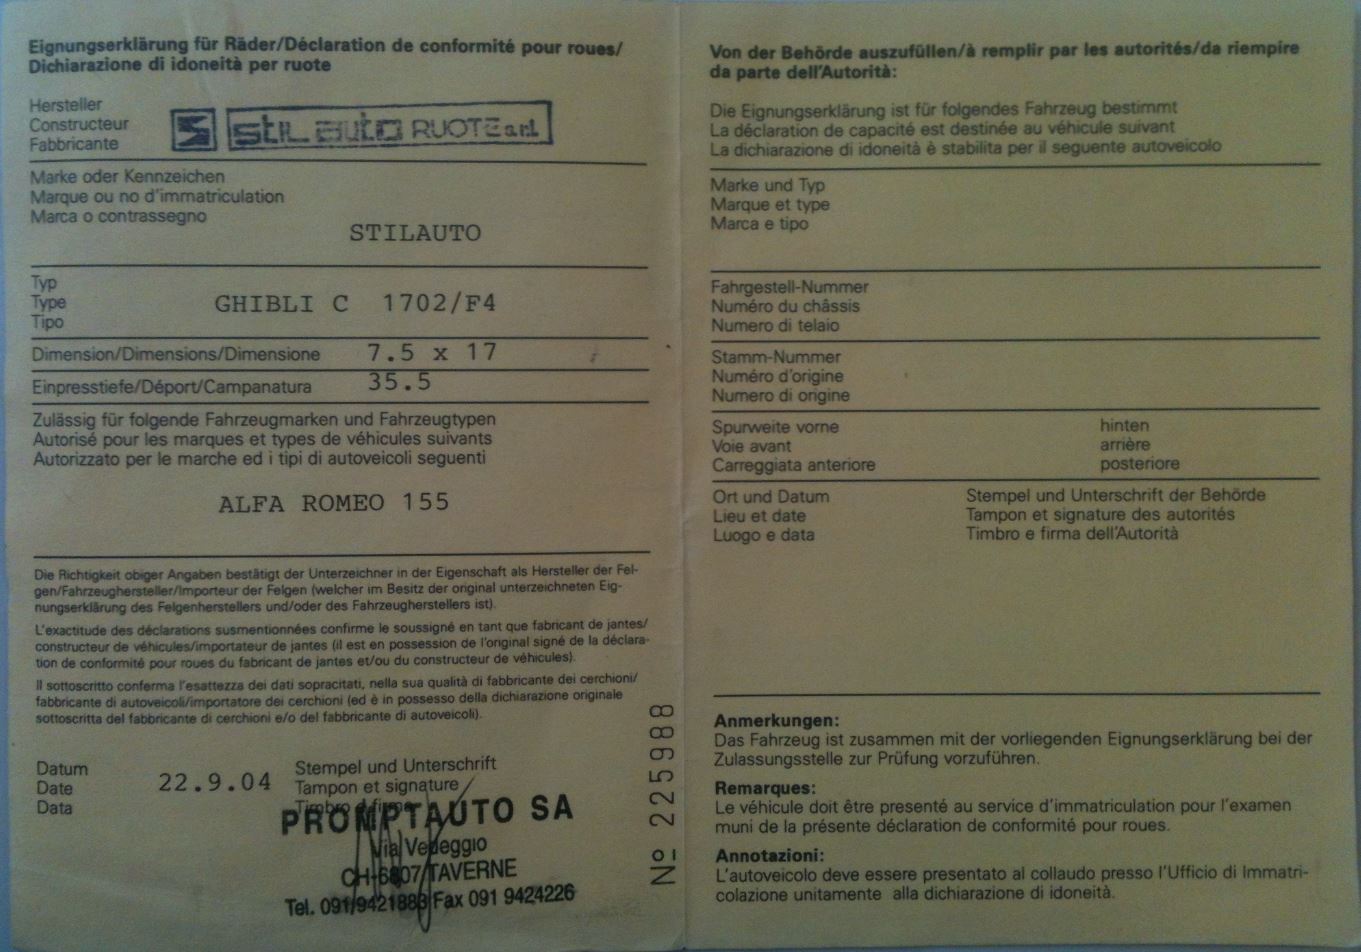 Eignungserklärung für Räder/Déclaration de conformité pour roues/
Dichiarazione di idoneità per ruote
Hersteller
Constructeur
Fabbricante
STILAUTO RUOTE a.r.l.
Marke oder Kennzeichen
Marque ou no d'immatriculation
Marca o contrassegno
STILAUTO
Typ
Type
Tipo
GHIBLI C 1702/F4
Dimension/Dimensions/Dimensione 7.5 x 17
Einpresstiefe/Déport/Campanatura 35.5
Zulässig für folgende Fahrzeugmarken und Fahrzeugtypen
Autorisé pour les marques et types de véhicules suivants
Autorizzato per le marche ed i tipi di autoveicoli seguenti
ALFA ROMEO 155
Die Richtigkeit obiger Angaben bestätigt der Unterzeichner in der Eigenschaft als Hersteller der Fel-
gen/Fahrzeughersteller/Importeur der Felgen (welcher im Besitz der original unterzeichneten Eig-
nungserklärung des Felgenherstellers und/oder des Fahrzeugherstellers ist).
L'exactitude des déclarations susmentionnées confirme le soussigné en tant que fabricant de jantes/
constructeur de véhicules/importateur de jantes (il est en possession de l'original signé de la déclara-
tion de conformité pour roues du fabricant de jantes et/ou du constructeur de véhicules).
Il sottoscritto conferma l'esattezza dei dati sopracitati, nella sua qualità di fabbricante dei cerchioni/
fabbricante di autoveicoli/importatore dei cerchioni (ed è in possesso della dichiarazione originale
sottoscritta del fabbricante di cerchioni e/o del fabbricante di autoveicoli).
Datum
Date
Data
22.9.04
Stempel und Unterschrift
Tampon et signature
Timbro e firma
PROMPTAUTO SA
Via Vedeggio
CH-6807 TAVERNE
Tel. 091/9421883 Fax 091 9424226
Nº 225988
Von der Behörde auszufüllen/à remplir par les autorités/da riempire
da parte dell'Autorità:
Die Eignungserklärung ist für folgendes Fahrzeug bestimmt
La déclaration de capacité est destinée au véhicule suivant
La dichiarazione di idoneità è stabilita per il seguente autoveicolo
Marke und Typ
Marque et type
Marca e tipo
Fahrgestell-Nummer
Numéro du châssis
Numero di telaio
Stamm-Nummer
Numéro d'origine
Numero di origine
Spurweite vorne hinten
Voie avant arrière
Carreggiata anteriore posteriore
Ort und Datum Stempel und Unterschrift der Behörde
Lieu et date Tampon et signature des autorités
Luogo e data Timbro e firma dell'Autorità
Anmerkungen:
Das Fahrzeug ist zusammen mit der vorliegenden Eignungserklärung bei der
Zulassungsstelle zur Prüfung vorzuführen.
Remarques:
Le véhicule doit être presenté au service d'immatriculation pour l'examen
muni de la présente déclaration de conformité pour roues.
Annotazioni:
L'autoveicolo deve essere presentato al collaudo presso l'Ufficio di Immatri-
colazione unitamente alla dichiarazione di idoneità.